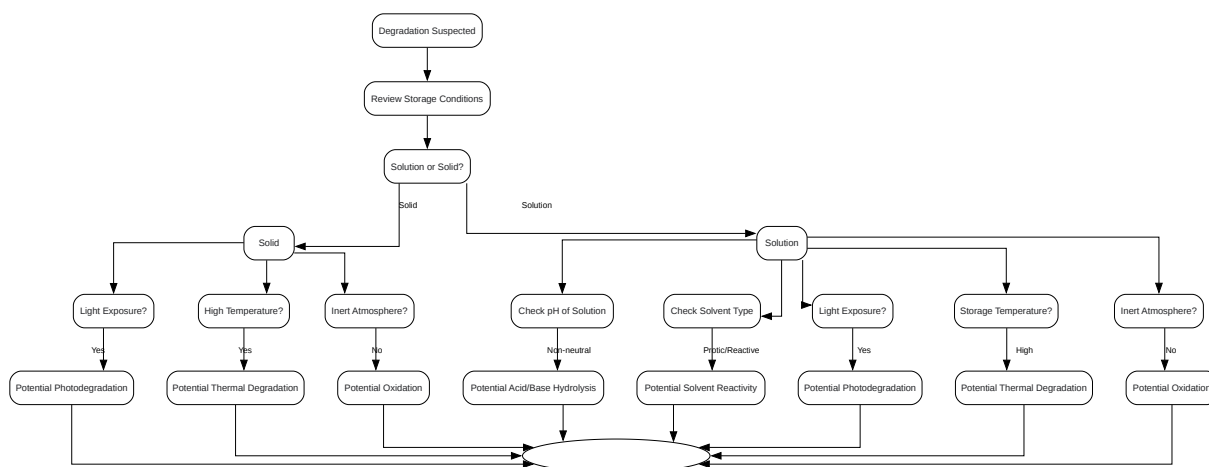 Degradation Suspected
Review Storage Conditions
Solution or Solid?
Solid
Solution
Solid
Solution
Light Exposure?
High Temperature?
Inert Atmosphere?
Check pH of Solution
Check Solvent Type
Light Exposure?
Storage Temperature?
Inert Atmosphere?
Yes
Yes
No
Non-neutral
Protic/Reactive
Yes
High
No
Potential Photodegradation
Potential Thermal Degradation
Potential Oxidation
Potential Acid/Base Hydrolysis
Potential Solvent Reactivity
Potential Photodegradation
Potential Thermal Degradation
Potential Oxidation